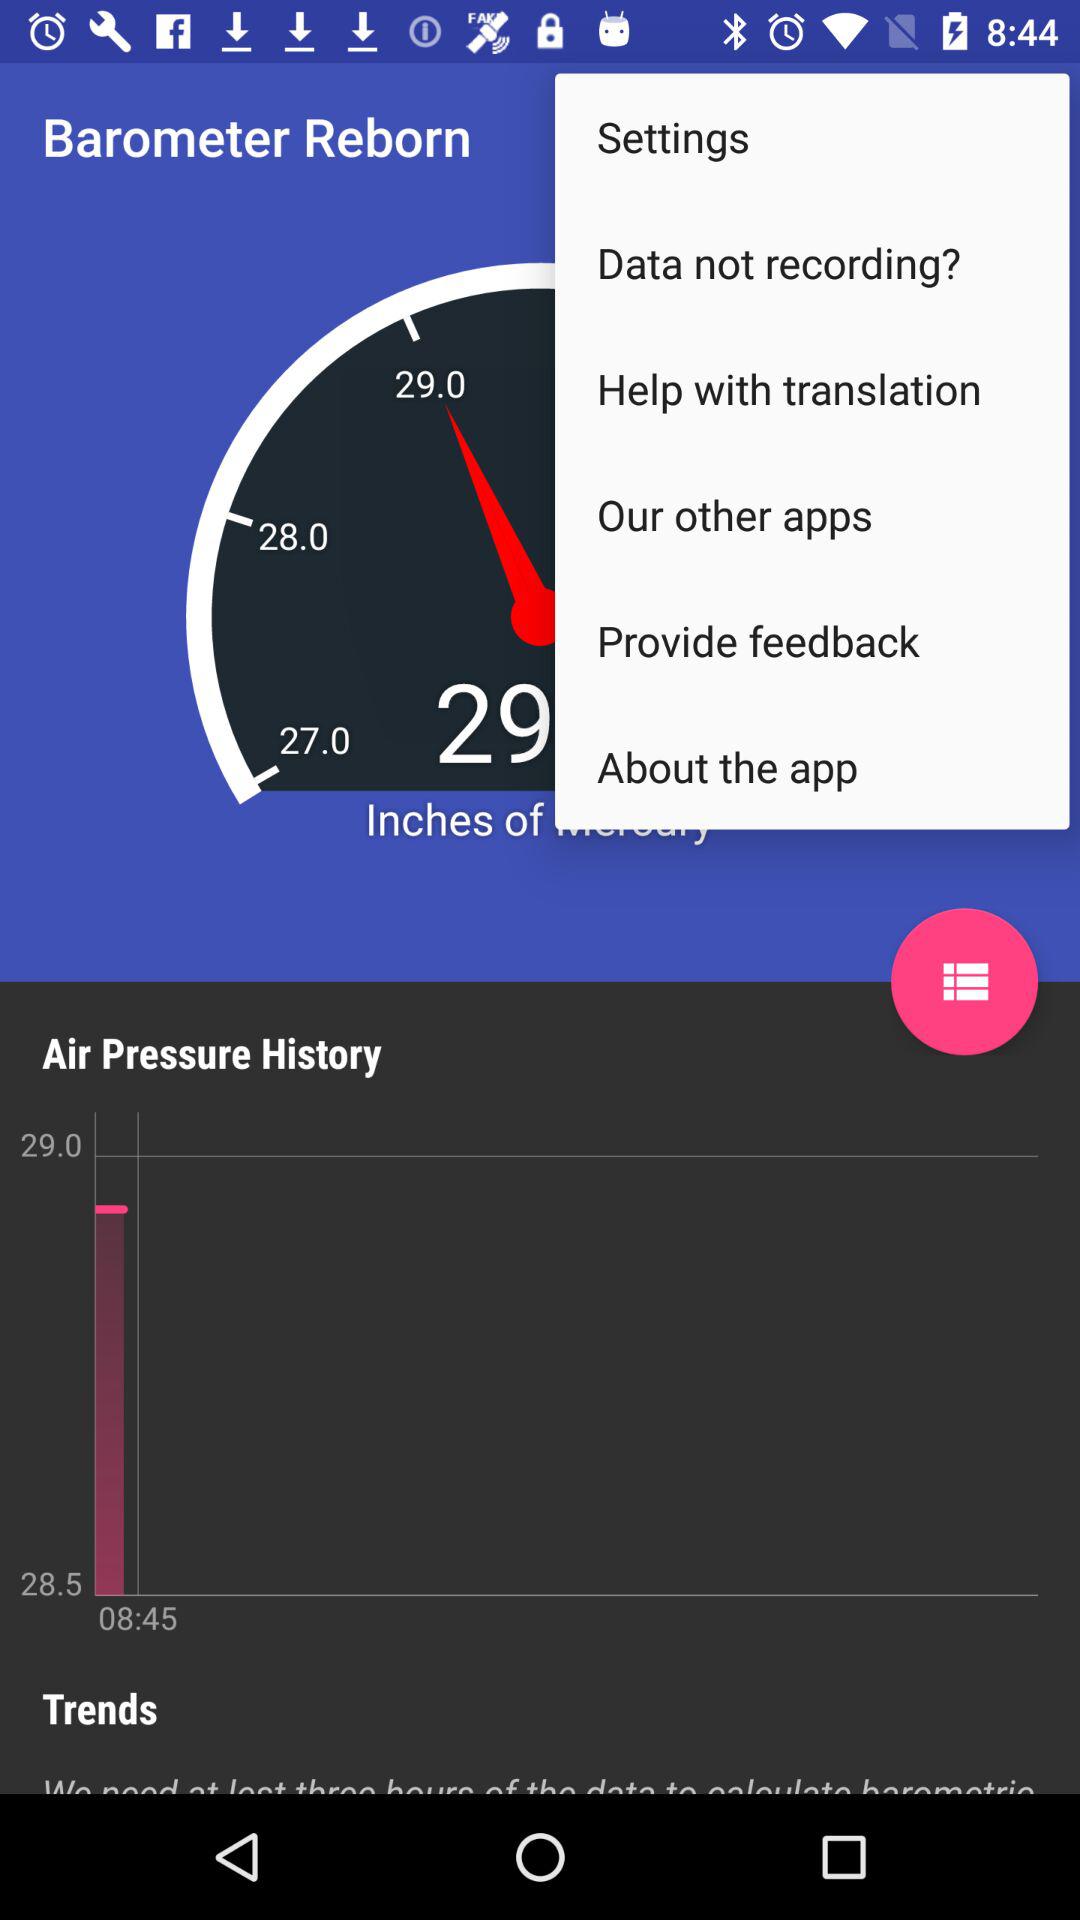 FAKE
8:44
Barometer Reborn
Settings
Data not recording?
Help with translation
Our other apps
Provide feedback
About the app
29.0
28.0
27.0
29
Inches of Mercury
Air Pressure History
29.0
28.5
08:45
Trends
We need at lest three hours of the data to calculate barometric